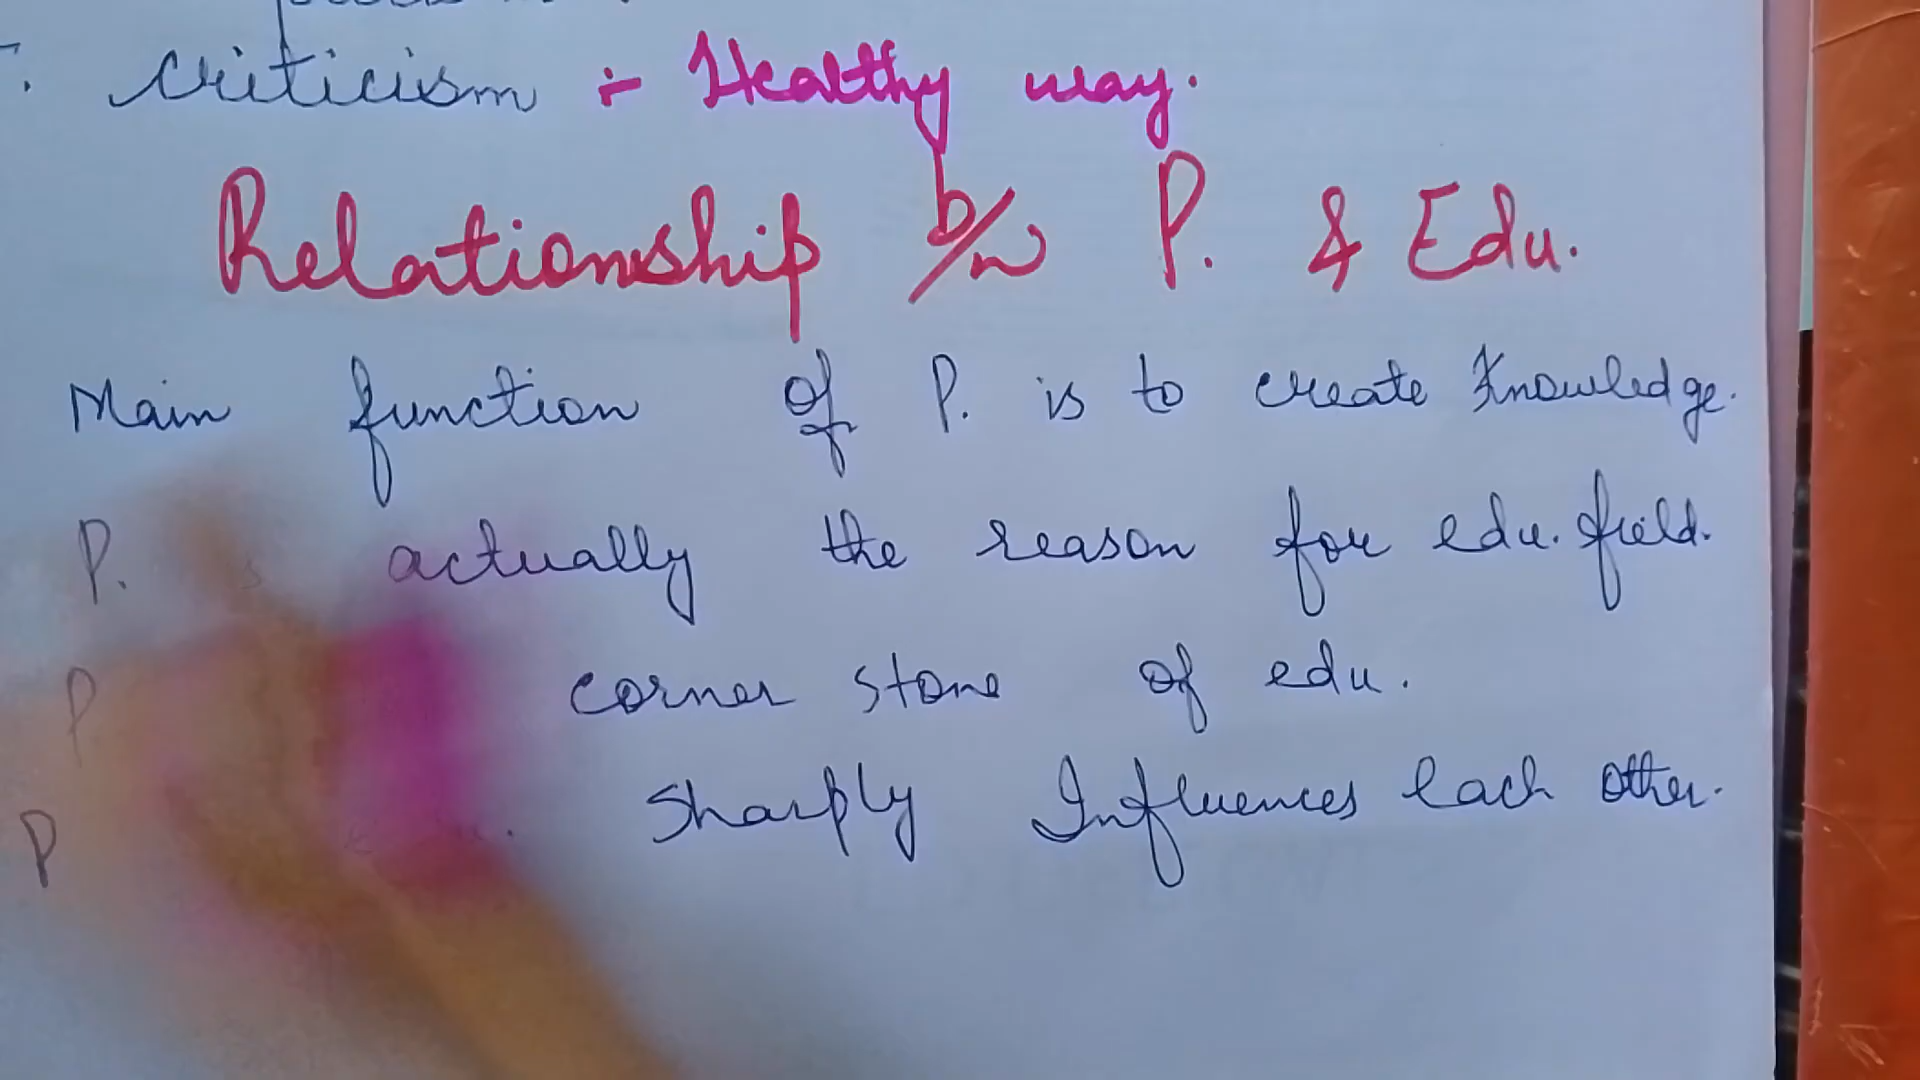 criticism :- Healthy way.
Relationship b/w P. & Edu.
Main function of P. is to create Knowledge.
P. is actually the reason for edu. field.
P corner stone of edu.
P sharply Influences each other.